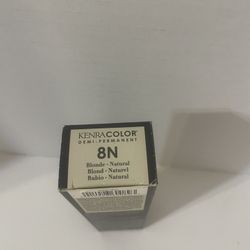 KENRACOLOR®
DEMI-PERMANENT
8N
Blonde - Natural
Blond - Naturel
Rubio - Natural